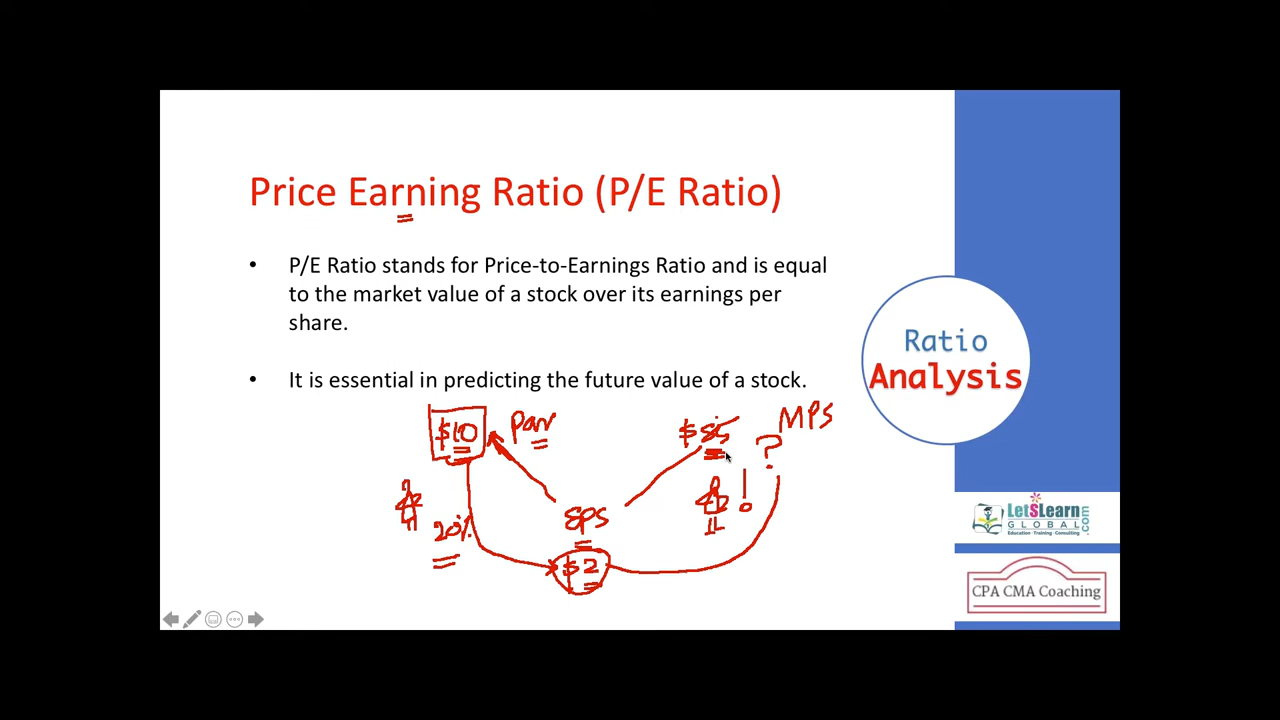 Price Earning Ratio (P/E Ratio)
• P/E Ratio stands for Price-to-Earnings Ratio and is equal
to the market value of a stock over its earnings per
share.
• It is essential in predicting the future value of a stock.
Ratio
Analysis
$10
Par
MPS
?
EPS
20%
$2
LetSLearn.com
GLOBAL
Education • Training • Consulting
CPA CMA Coaching